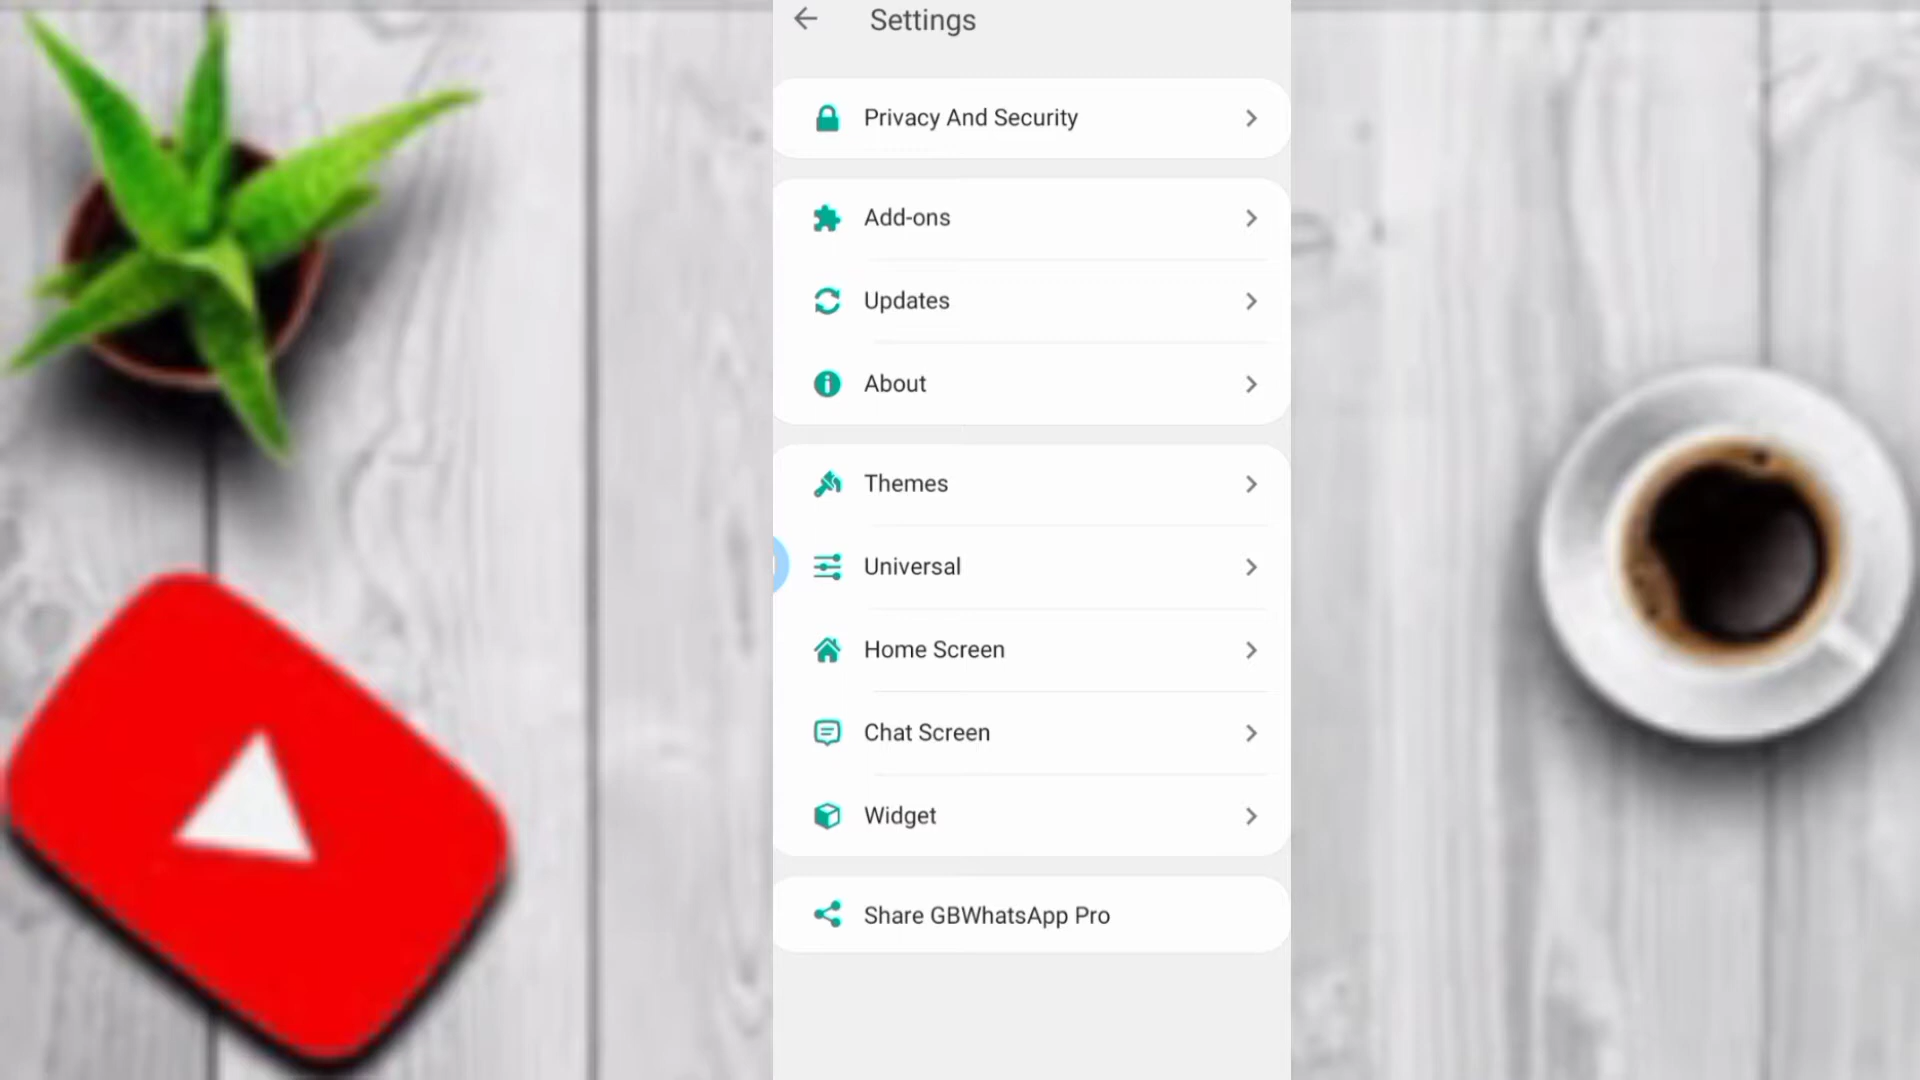 Settings
Privacy And Security
Add-ons
Updates
About
Themes
Universal
Home Screen
Chat Screen
Widget
Share GBWhatsApp Pro